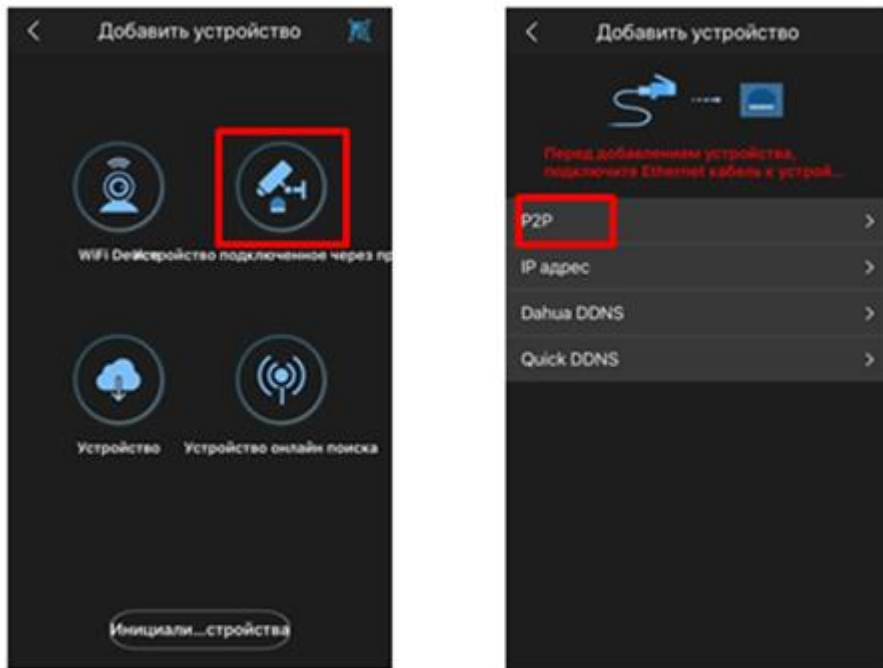 Добавить устройство
WiFi De
устройство подключенное через пр
Устройство
Устройство онлайн поиска
Инициали...стройства
Добавить устройство
Перед добавлением устройства,
подключите Ethernet кабель к устрой...
P2P
IP адрес
Dahua DDNS
Quick DDNS